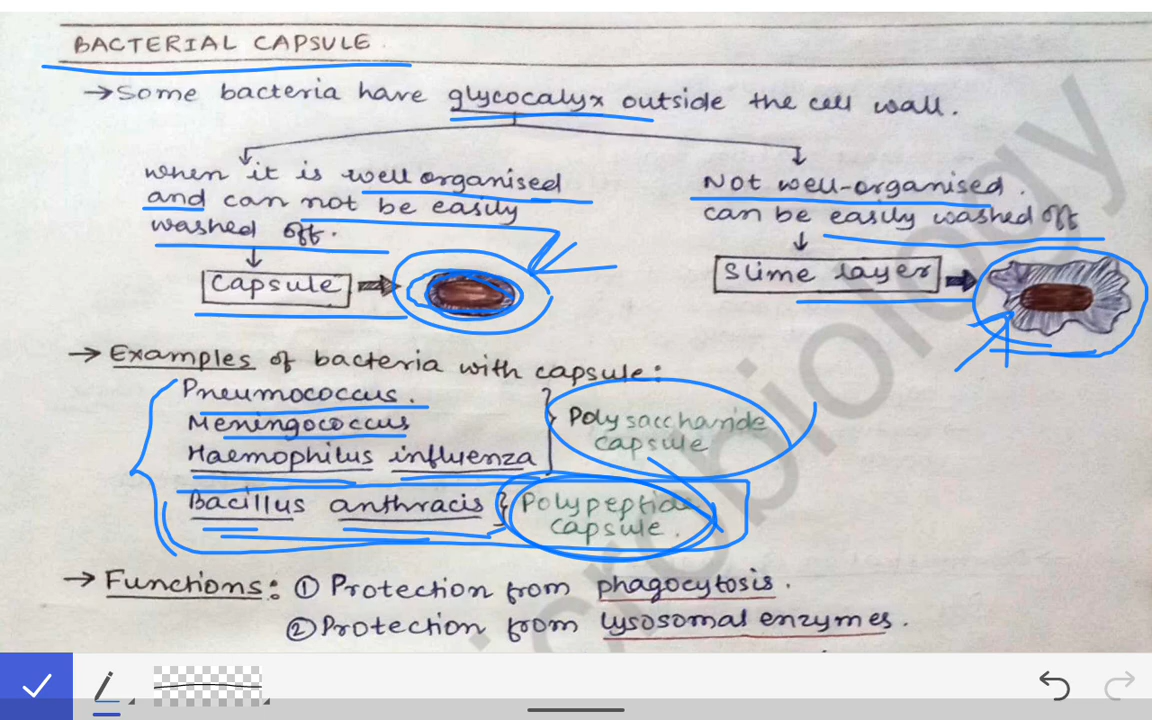 BACTERIAL CAPSULE
→ Some bacteria have glycocalyx outside the cell wall.
when it is well organised
and can not be easily
washed off.
Capsule
Not well-organised.
can be easily washed off
Slime layer
→ Examples of bacteria with capsule:
Pneumococcus.
Meningococcus
Haemophilus influenza
Polysaccharide
capsule
Bacillus anthracis
Polypeptide
capsule.
→ Functions: ① Protection from phagocytosis.
② Protection from lysosomal enzymes.
crobiology